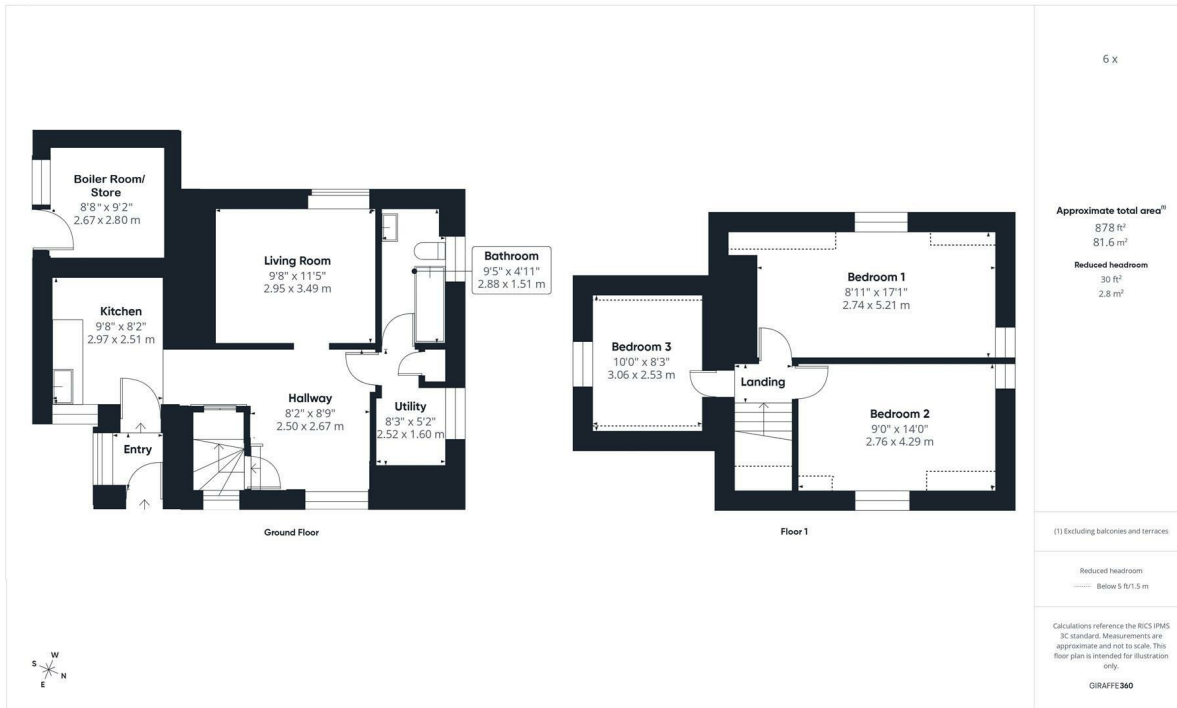 Boiler Room/
Store
8'8" x 9'2"
2.67 x 2.80 m
Kitchen
9'8" x 8'2"
2.97 x 2.51 m
Entry
Living Room
9'8" x 11'5"
2.95 x 3.49 m
Bathroom
9'5" x 4'11"
2.88 x 1.51 m
Hallway
8'2" x 8'9"
2.50 x 2.67 m
Utility
8'3" x 5'2"
2.52 x 1.60 m
Ground Floor
Bedroom 1
8'11" x 17'1"
2.74 x 5.21 m
Bedroom 3
10'0" x 8'3"
3.06 x 2.53 m
Landing
Bedroom 2
9'0" x 14'0"
2.76 x 4.29 m
Floor 1
6 x
Approximate total area(1)
878 ft²
81.6 m²
Reduced headroom
30 ft²
2.8 m²
(1) Excluding balconies and terraces
Reduced headroom
Below 5 ft/1.5 m
Calculations reference the RICS IPMS
3C standard. Measurements are
approximate and not to scale. This
floor plan is intended for illustration
only.
GIRAFFE360
W
S
N
E